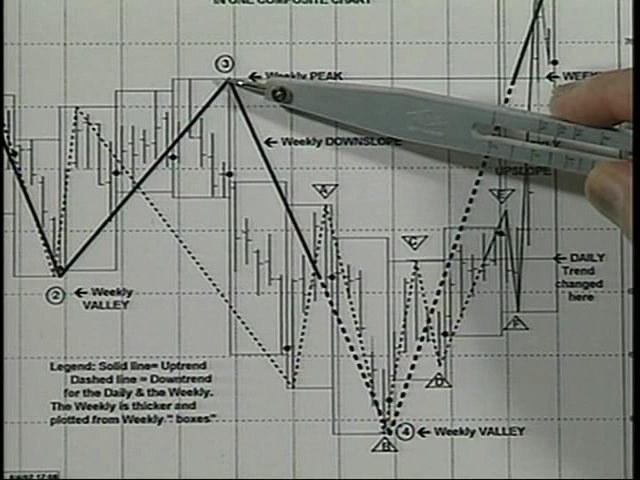 IN ONE COMPOSITE CHART
3
← Weekly PEAK
← WEEK
← Weekly DOWNSLOPE
UPSLOPE
A
E
C
← DAILY
Trend
changed
here
2
← Weekly
VALLEY
F
Legend: Solid line= Uptrend
Dashed line = Downtrend
for the Daily & the Weekly.
The Weekly is thicker and
plotted from Weekly " boxes"
D
4 ← Weekly VALLEY
B